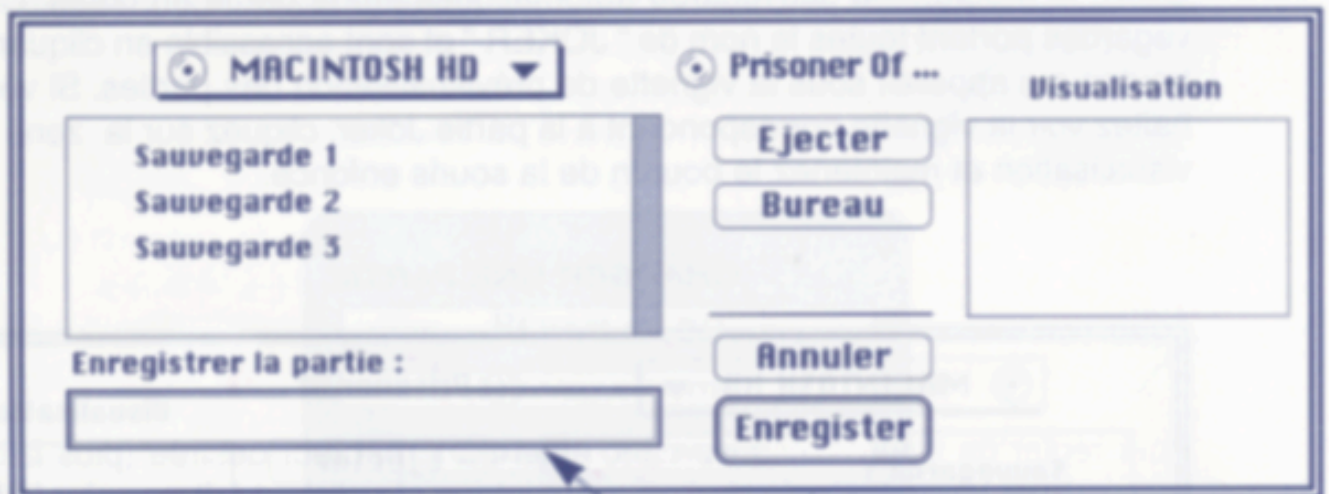 MACINTOSH HD
Prisoner Of ...
Visualisation
Sauvegarde 1
Sauvegarde 2
Sauvegarde 3
Ejecter
Bureau
Enregistrer la partie :
Annuler
Enregister